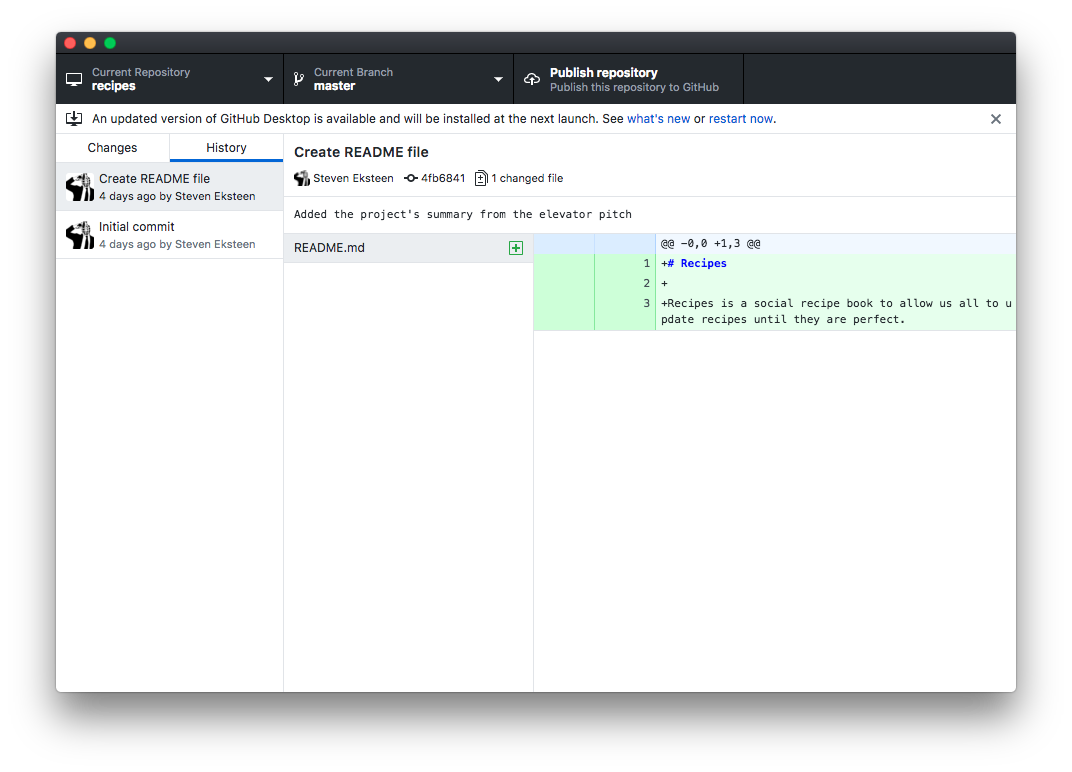 Current Repository
recipes
Current Branch
master
Publish repository
Publish this repository to GitHub
An updated version of GitHub Desktop is available and will be installed at the next launch. See what's new or restart now.
Changes
History
Create README file
4 days ago by Steven Eksteen
Initial commit
4 days ago by Steven Eksteen
Create README file
Steven Eksteen 4fb6841 1 changed file
Added the project's summary from the elevator pitch
README.md
@@ -0,0 +1,3 @@
1 +# Recipes
2 +
3 +Recipes is a social recipe book to allow us all to u
pdate recipes until they are perfect.